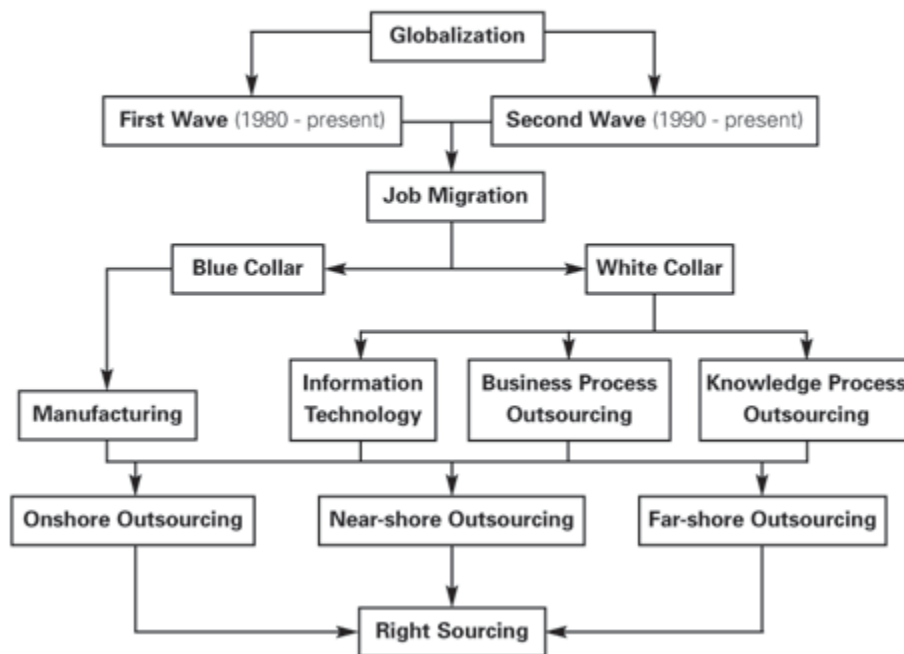 Globalization
First Wave (1980 - present)
Second Wave (1990 - present)
Job Migration
Blue Collar
White Collar
Manufacturing
Information
Technology
Business Process
Outsourcing
Knowledge Process
Outsourcing
Onshore Outsourcing
Near-shore Outsourcing
Far-shore Outsourcing
Right Sourcing